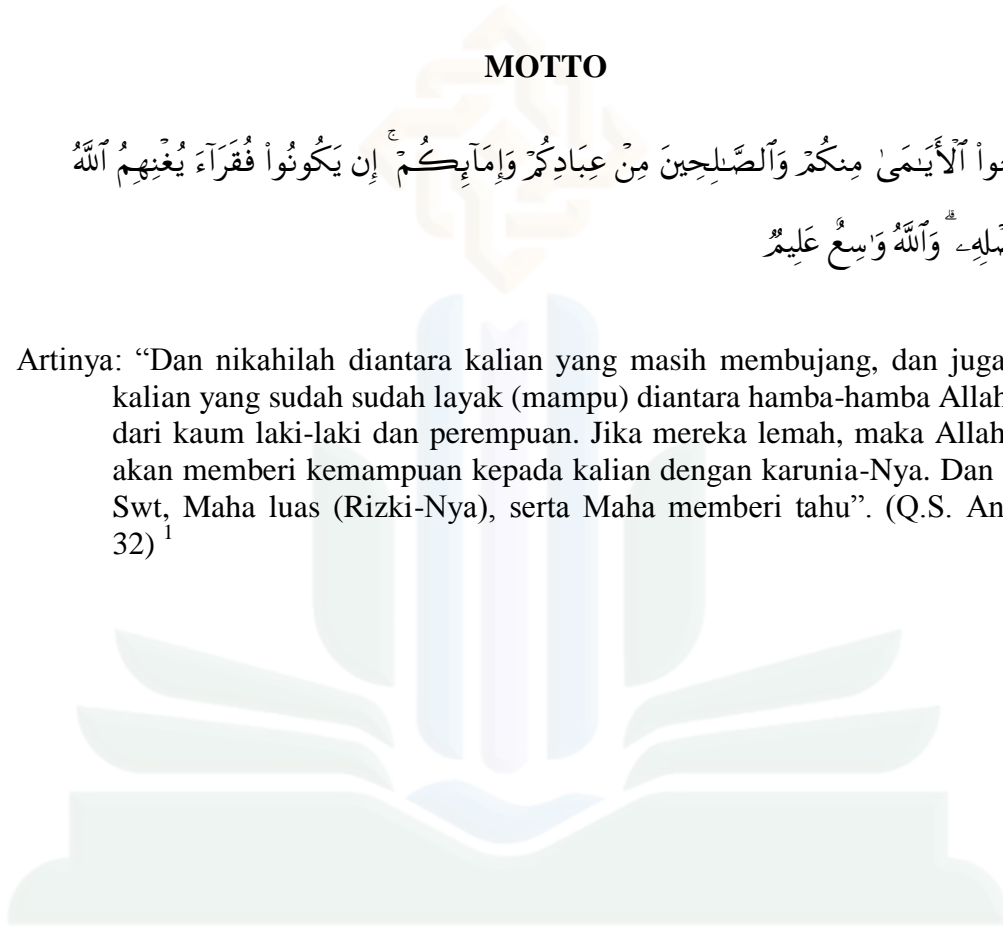 MOTTO
ٱلْأَيَـٰمَىٰ مِنكُمْ وَٱلصَّـٰلِحِينَ مِنْ عِبَادِكُمْ وَإِمَآئِكُمْ ۚ إِن يَكُونُوا۟ فُقَرَآءَ يُغْنِهِمُ ٱللَّهُ
وَٱللَّهُ وَٰسِعٌ عَلِيمٌ
Artinya: “Dan nikahilah diantara kalian yang masih membujang, dan juga
kalian yang sudah sudah layak (mampu) diantara hamba-hamba Allah
dari kaum laki-laki dan perempuan. Jika mereka lemah, maka Allah
akan memberi kemampuan kepada kalian dengan karunia-Nya. Dan
Swt, Maha luas (Rizki-Nya), serta Maha memberi tahu”. (Q.S. An
32) 1